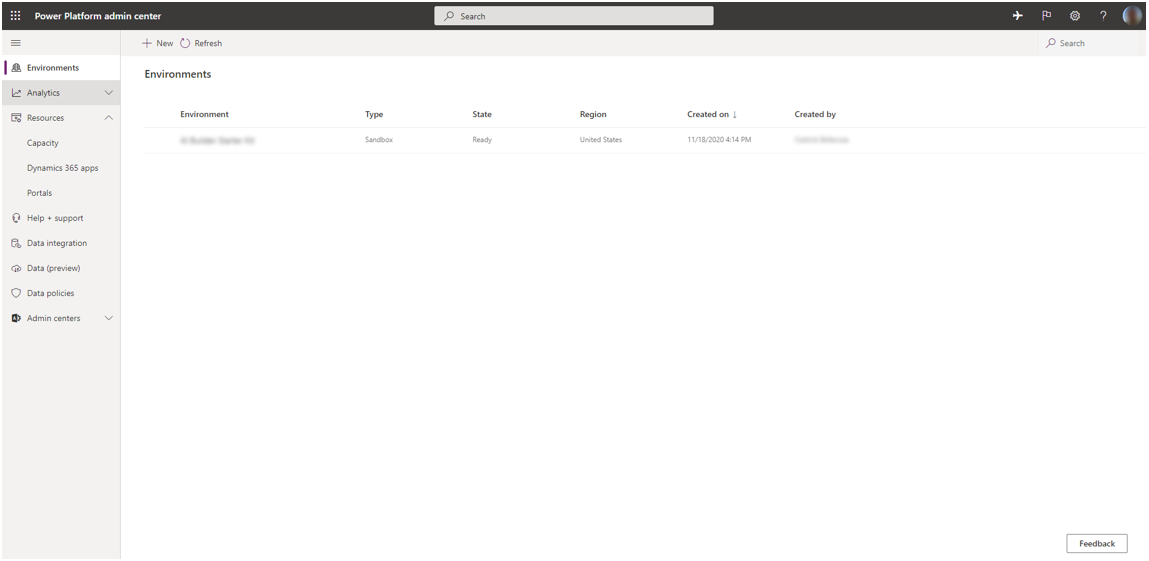 Power Platform admin center
Search
New Refresh
Search
Environments
Analytics
Resources
Capacity
Dynamics 365 apps
Portals
Help + support
Data integration
Data (preview)
Data policies
Admin centers
Environments
Environment Type State Region Created on ↓ Created by
Sandbox Ready United States 11/18/2020 4:14 PM
Feedback